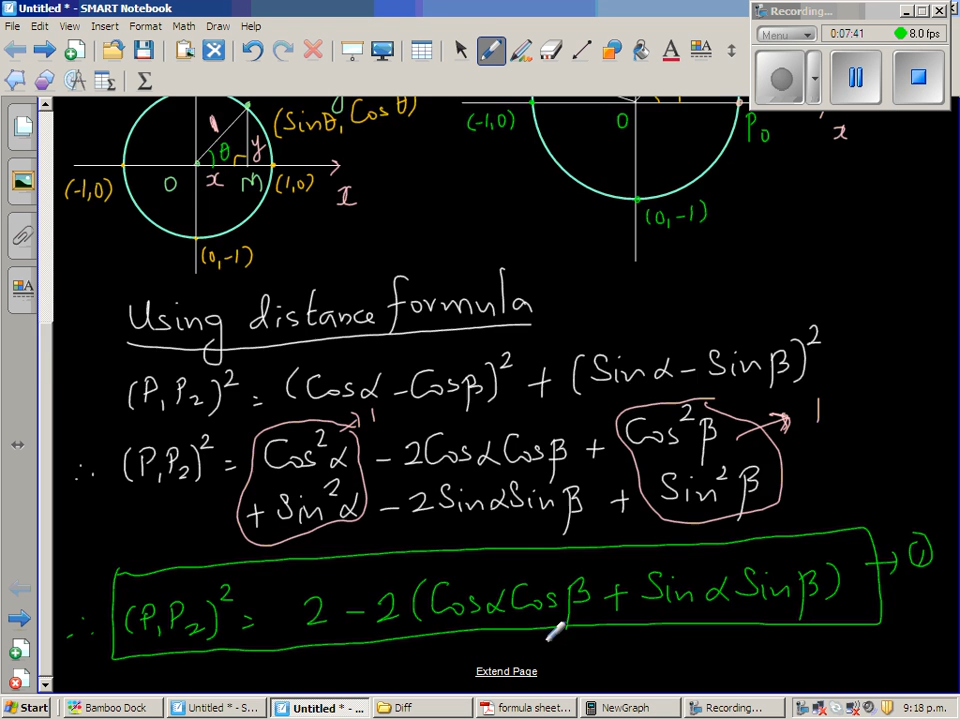 Untitled * - SMART Notebook
Recording...
File Edit View Insert Format Math Draw Help
Menu 0:07:41 8.0 fps
(Sinθ, Cosθ)
(-1,0) O P₀ x
1 θ y
(-1,0) O x M (1,0) x
(0,-1)
(0,-1)
Using distance formula
(P₁P₂)² = (Cosα - Cosβ)² + (Sinα - Sinβ)²
1 1
∴ (P₁P₂)² = Cos²α - 2CosαCosβ + Cos²β
+ Sin²α - 2SinαSinβ + Sin²β
∴ (P₁P₂)² = 2 - 2(CosαCosβ + SinαSinβ) → ①
Extend Page
Start Bamboo Dock Untitled * - S... Untitled * - ... Diff formula sheet... NewGraph Recording... 9:18 p.m.